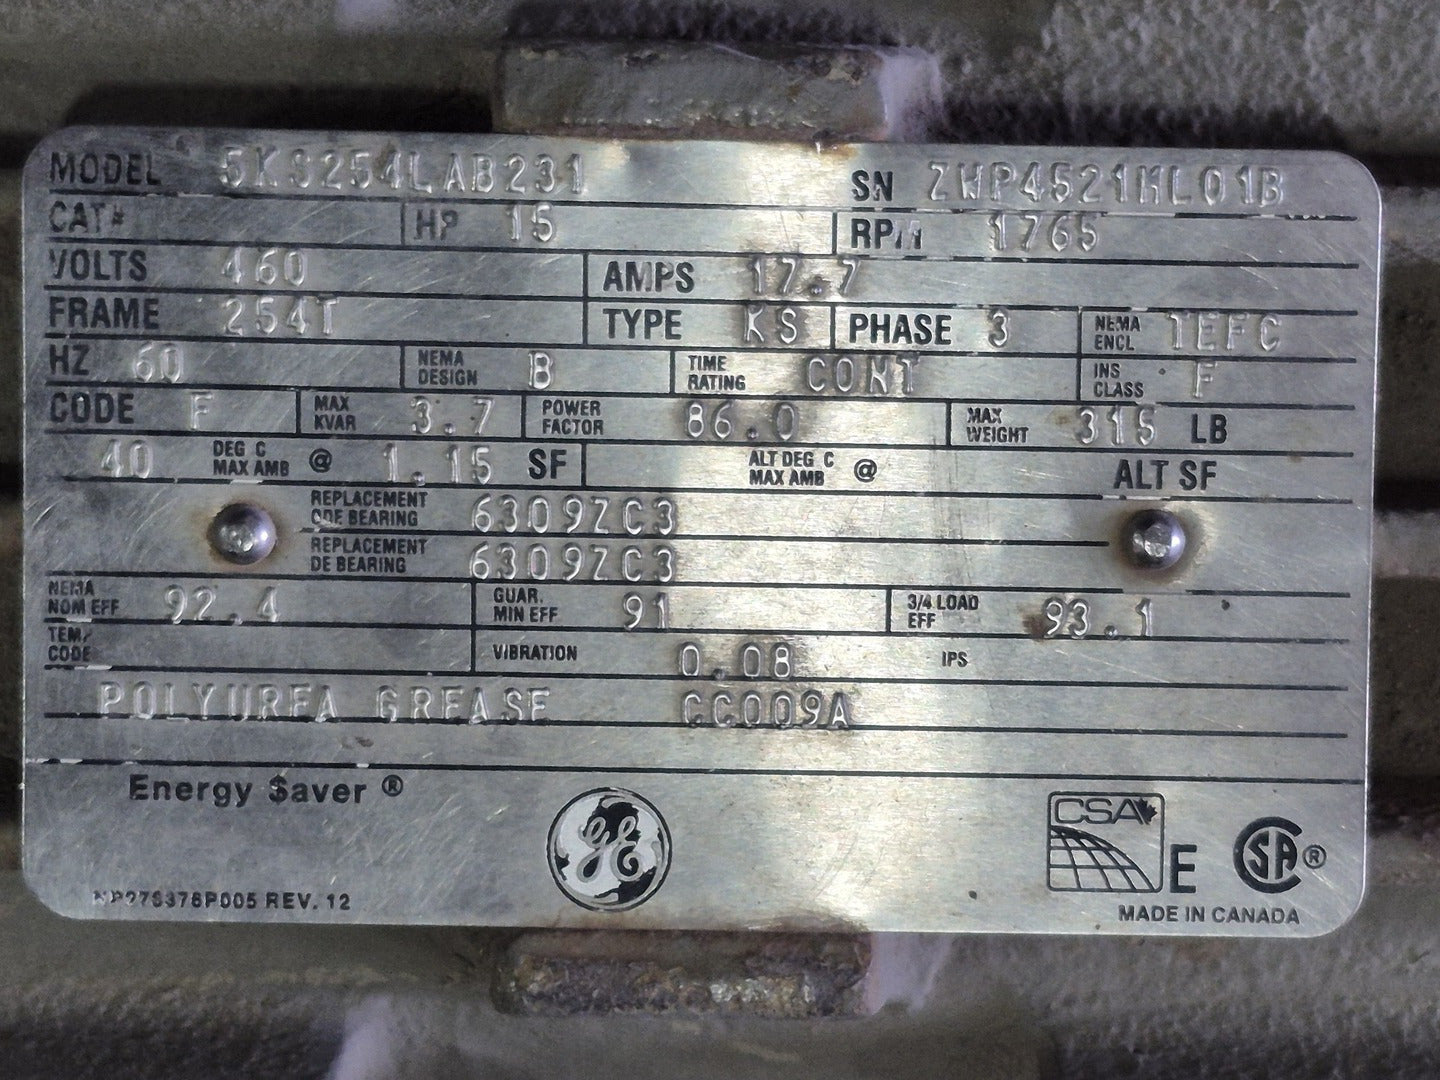 MODEL 5KS254LAB231 SN ZWP4521ML01B
CAT# HP 15 RPM 1765
VOLTS 460 AMPS 17.7
FRAME 254T TYPE KS PHASE 3 NEMA ENCL TEFC
HZ 60 NEMA DESIGN B TIME RATING CONT INS CLASS F
CODE F MAX KVAR 3.7 POWER FACTOR 86.0 MAX WEIGHT 315 LB
40 DEG C MAX AMB @ 1.15 SF ALT DEG C MAX AMB @ ALT SF
REPLACEMENT ODE BEARING 6309ZC3
REPLACEMENT DE BEARING 6309ZC3
NEMA NOM EFF 92.4 GUAR. MIN EFF 91 3/4 LOAD EFF 93.1
TEMP CODE VIBRATION 0.08 IPS
POLYUREA GREASE CC009A
Energy $aver ®
GE
CSA E SA ®
NP276378P005 REV. 12
MADE IN CANADA